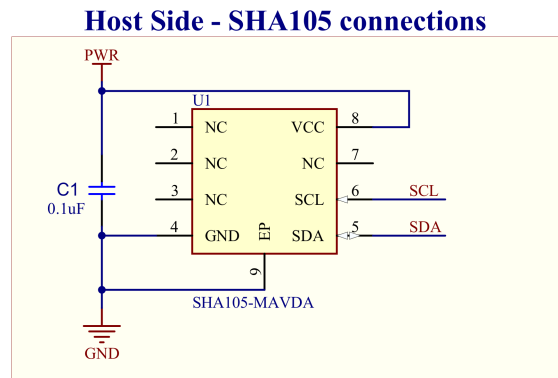 Host Side - SHA105 connections
PWR
U1
1 NC VCC 8
2 NC NC 7
3 NC SCL 6 SCL
4 GND EP SDA 5 SDA
C1
0.1uF
9
SHA105-MAVDA
GND